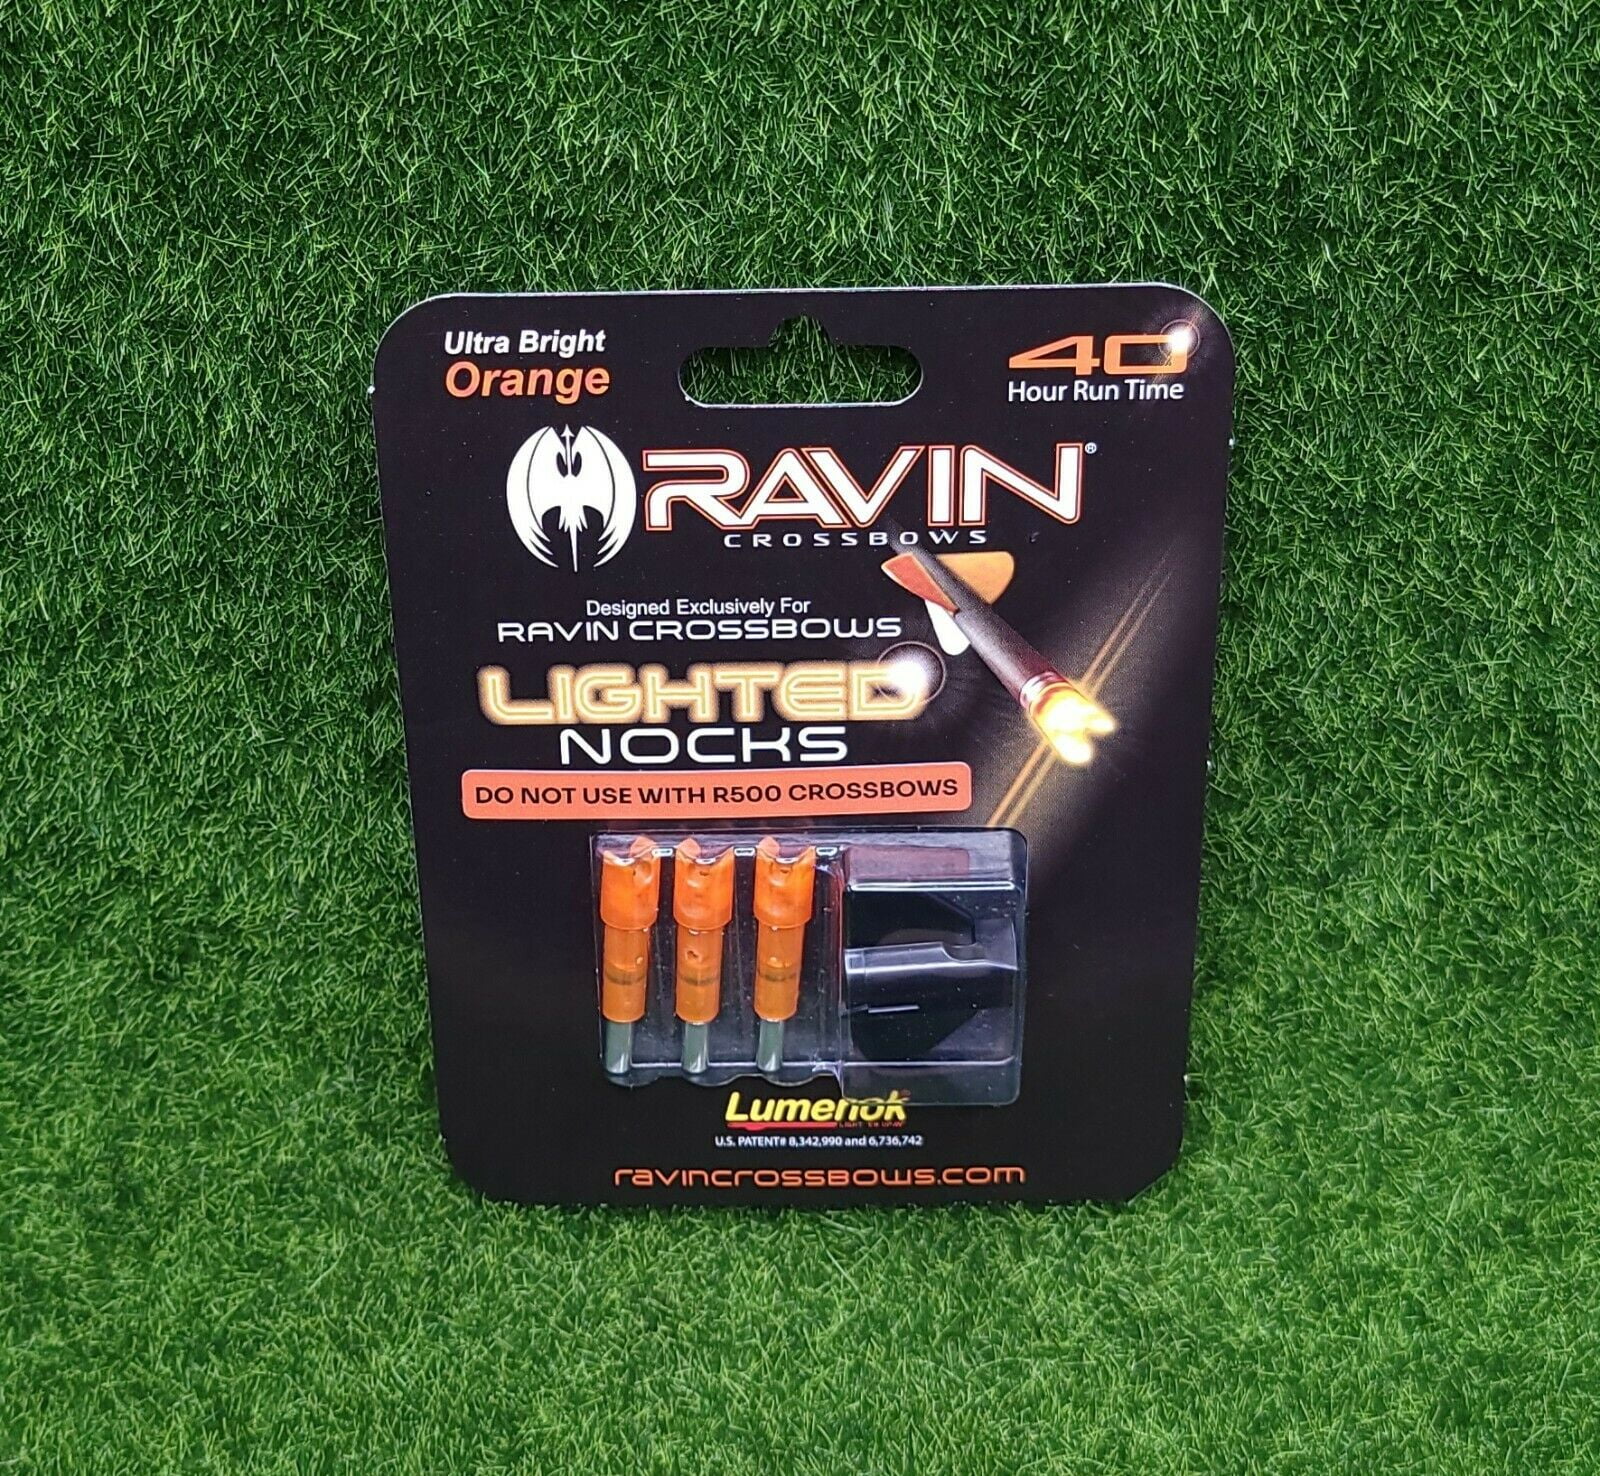 Ultra Bright
Orange
40
Hour Run Time
RAVIN®
CROSSBOWS
Designed Exclusively For
RAVIN CROSSBOWS
LIGHTED
NOCKS
DO NOT USE WITH R500 CROSSBOWS
Lumenok®
U.S. PATENT# 8,342,990 and 6,736,742
ravincrossbows.com